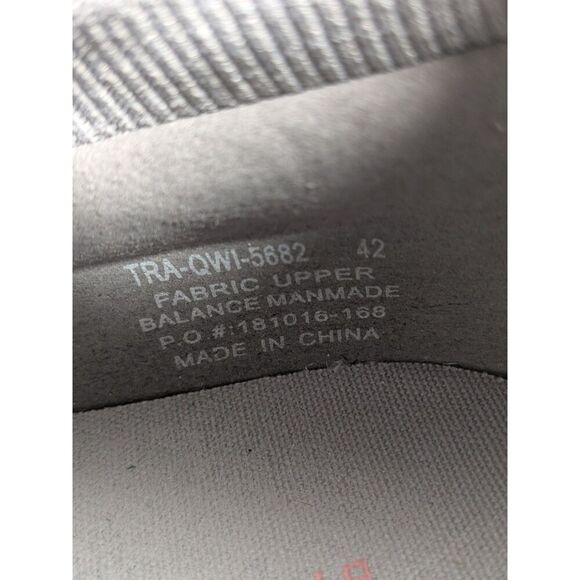 TRA-QWI-5682 42
FABRIC UPPER
BALANCE MANMADE
P.O #:181016-168
MADE IN CHINA